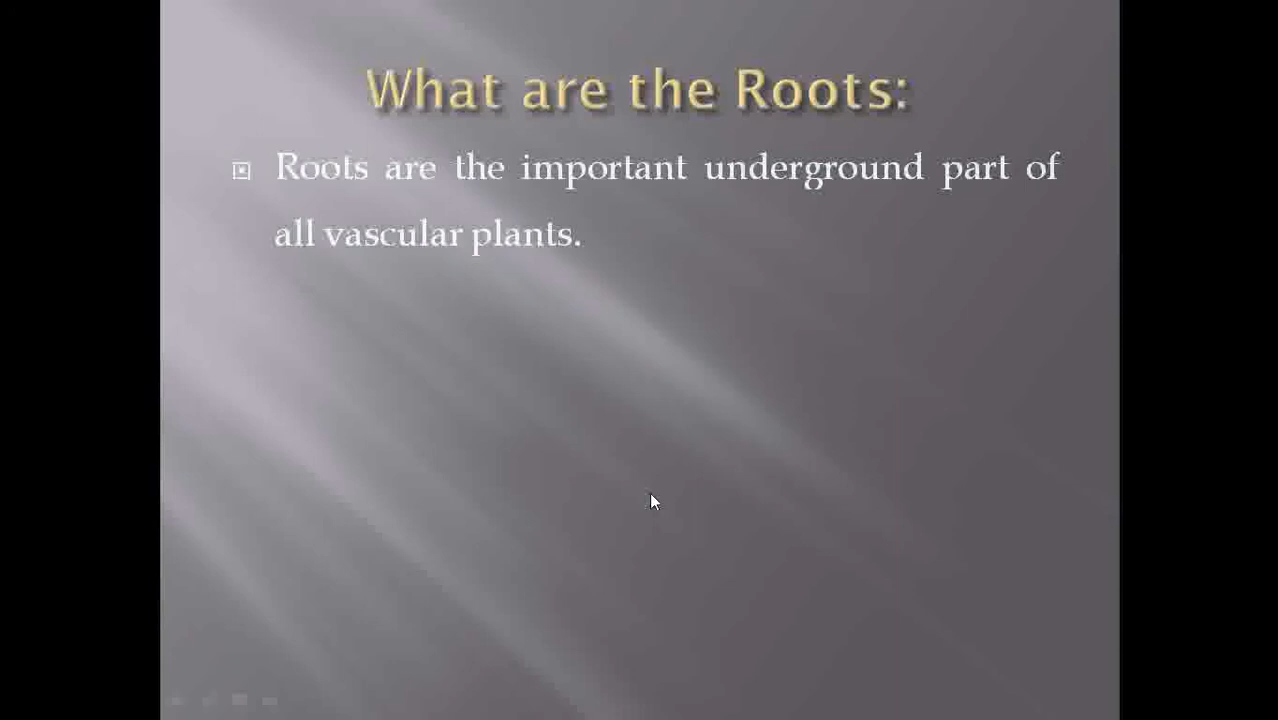 What are the Roots:
Roots are the important underground part of
all vascular plants.